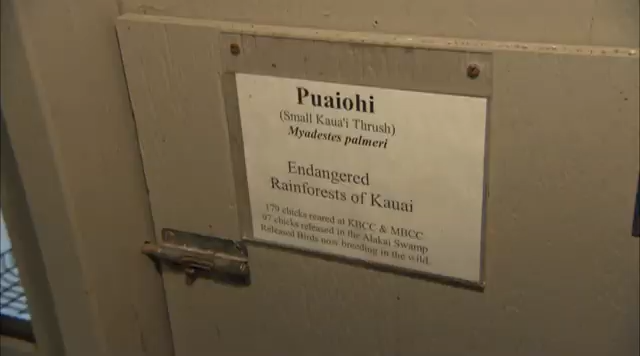 Puaiohi
(Small Kaua'i Thrush)
Myadestes palmeri
Endangered
Rainforests of Kauai
179 chicks reared at KBCC & MBCC
97 chicks released in the Alakai Swamp
Released Birds now breeding in the wild.